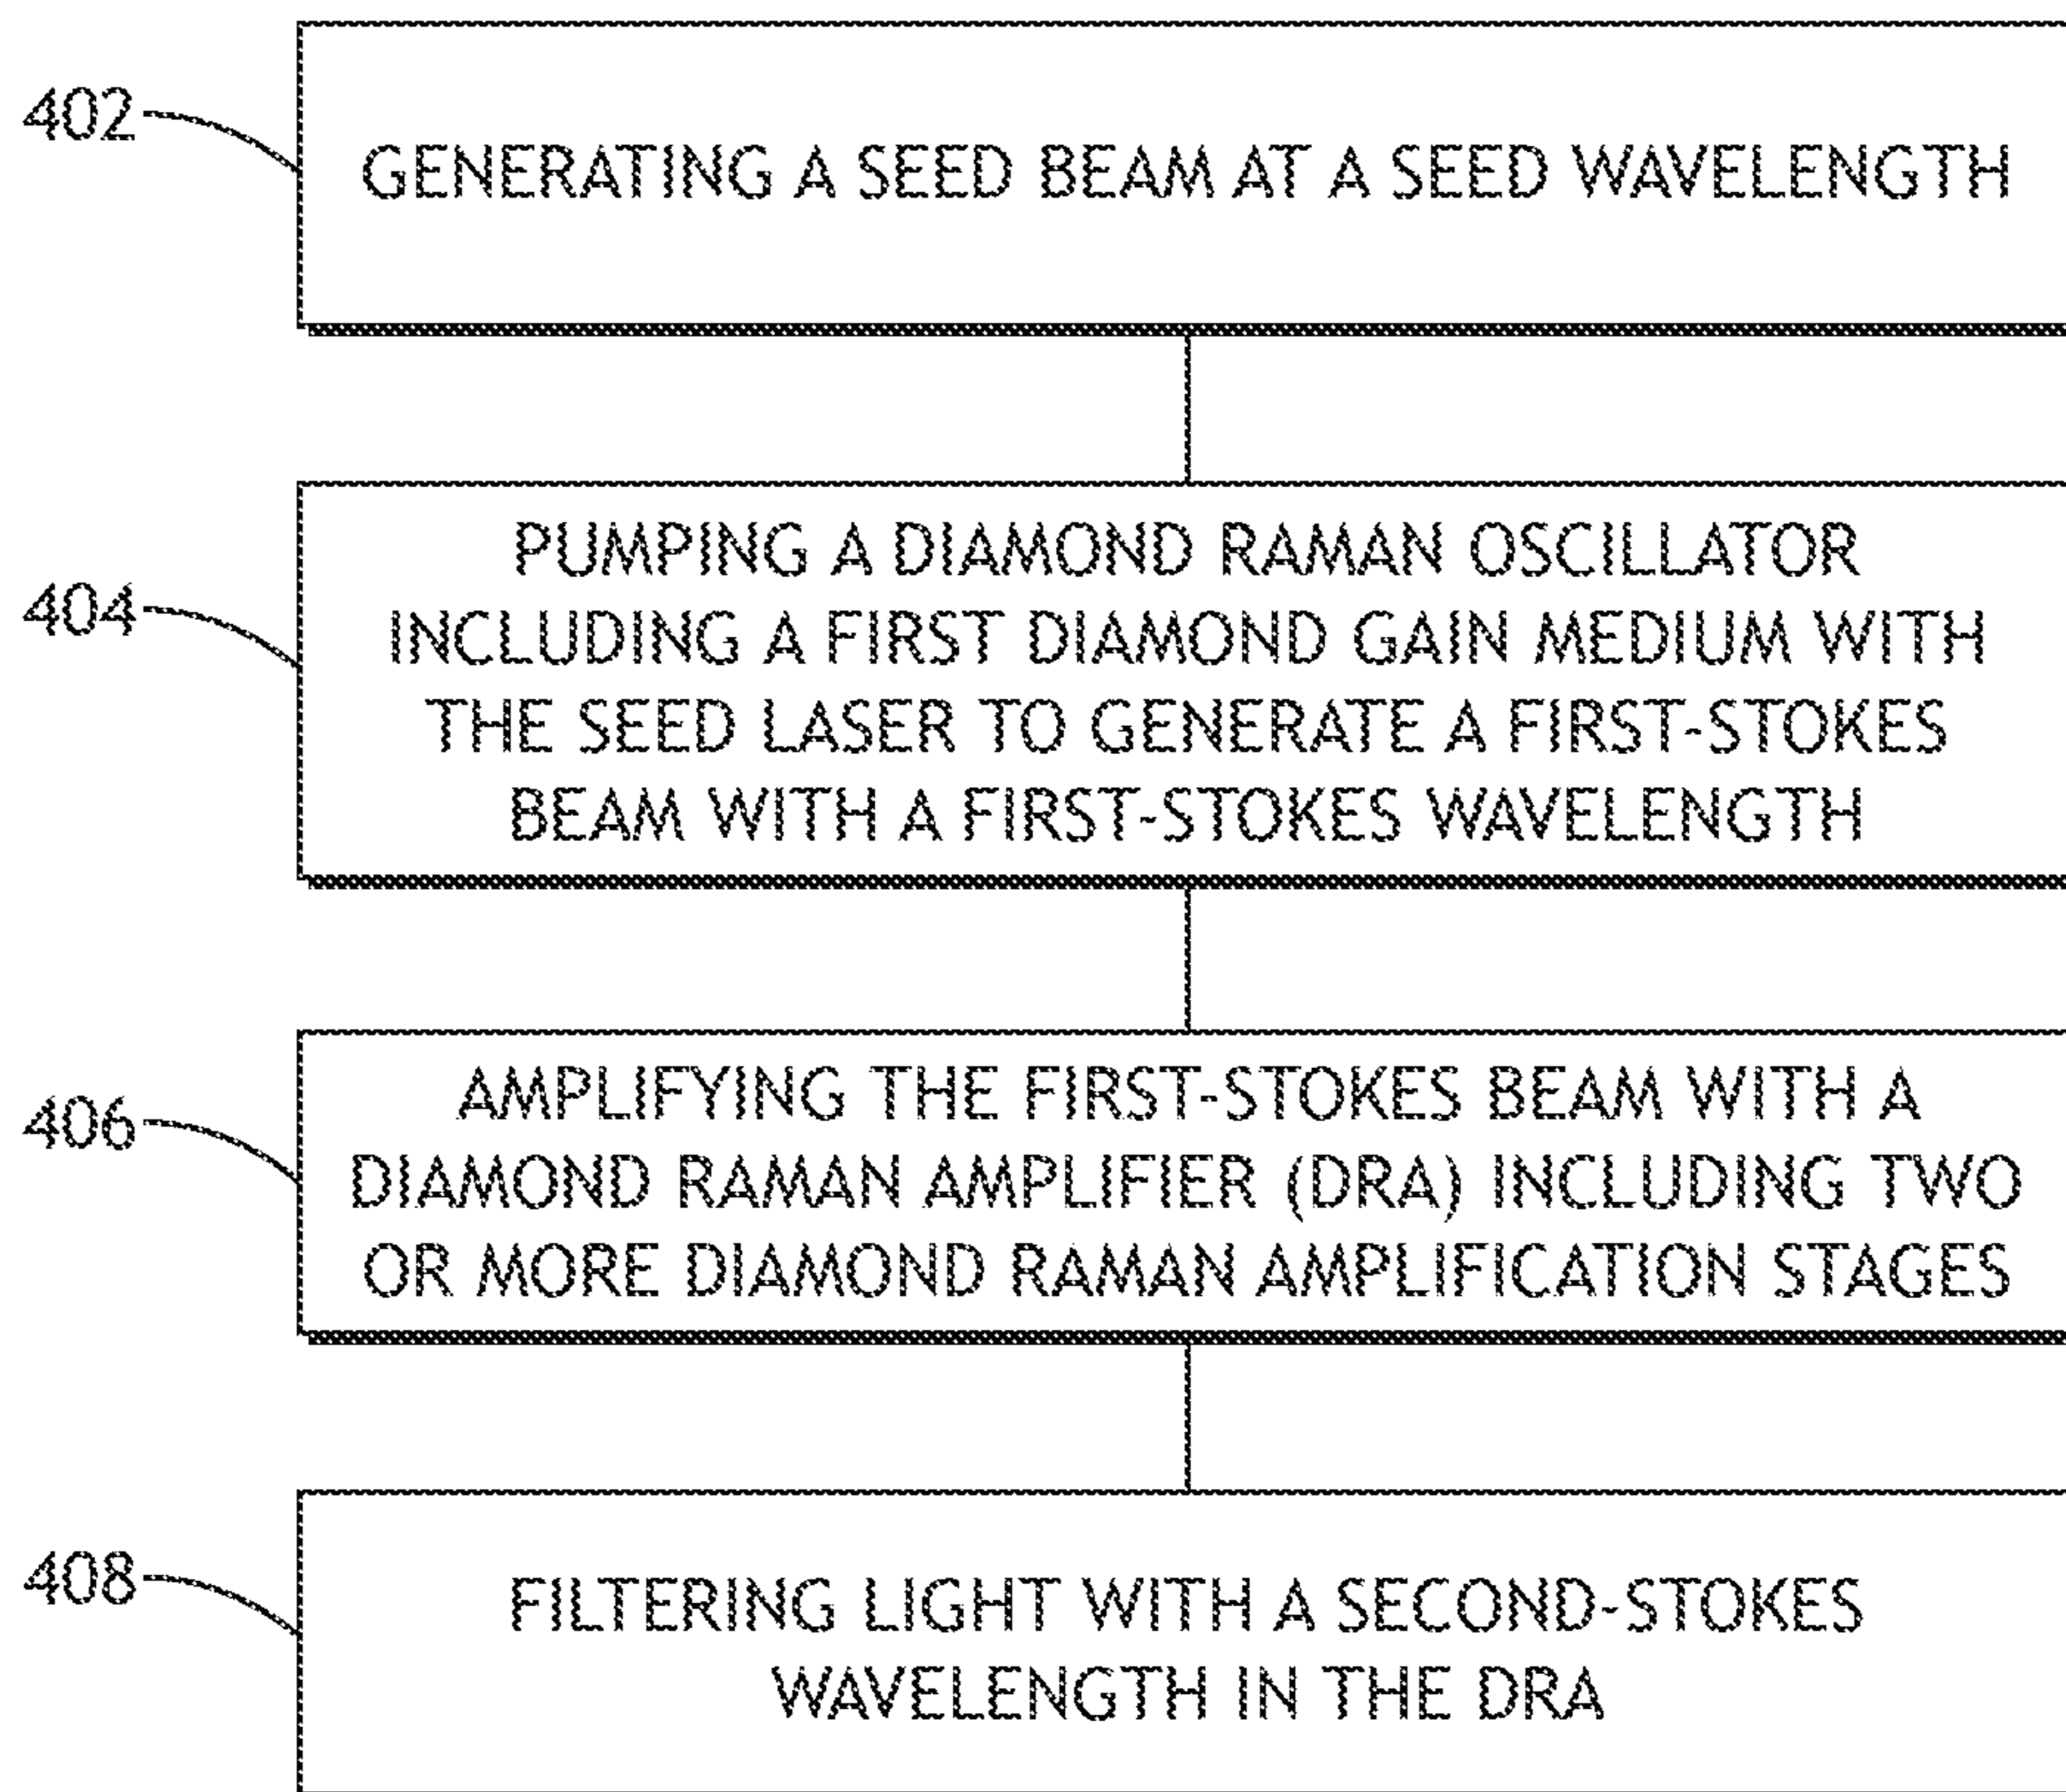 402
GENERATING A SEED BEAM AT A SEED WAVELENGTH
404
PUMPING A DIAMOND RAMAN OSCILLATOR
INCLUDING A FIRST DIAMOND GAIN MEDIUM WITH
THE SEED LASER TO GENERATE A FIRST-STOKES
BEAM WITH A FIRST-STOKES WAVELENGTH
406
AMPLIFYING THE FIRST-STOKES BEAM WITH A
DIAMOND RAMAN AMPLIFIER (DRA) INCLUDING TWO
OR MORE DIAMOND RAMAN AMPLIFICATION STAGES
408
FILTERING LIGHT WITH A SECOND-STOKES
WAVELENGTH IN THE DRA